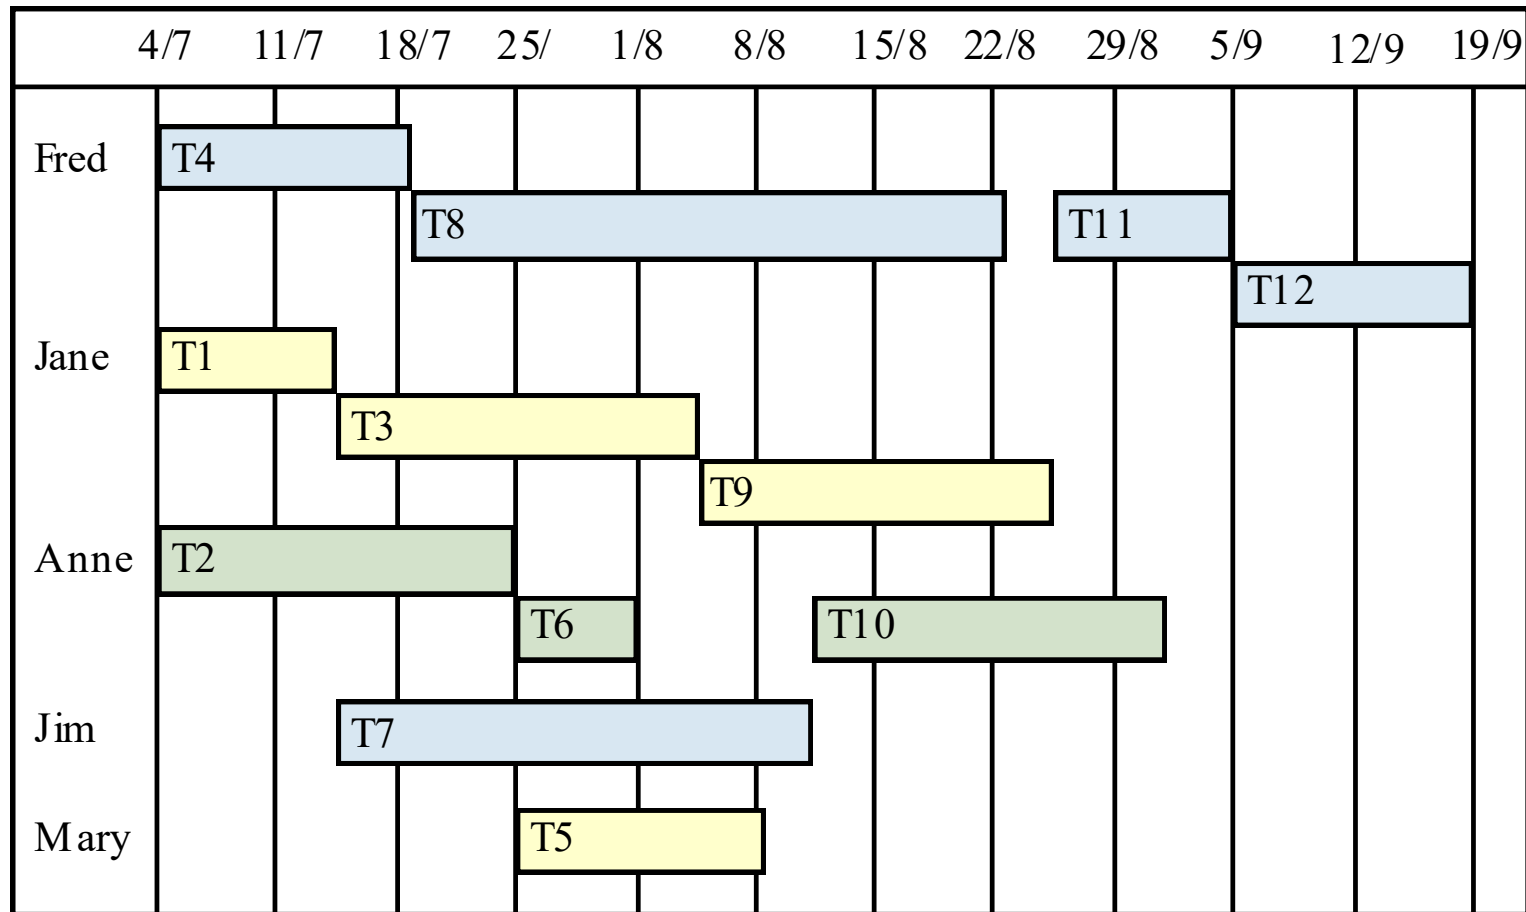 4/7 11/7 18/7 25/ 1/8 8/8 15/8 22/8 29/8 5/9 12/9 19/9
Fred T4
T8 T11
T12
Jane T1
T3
T9
Anne T2
T6 T10
Jim T7
Mary T5